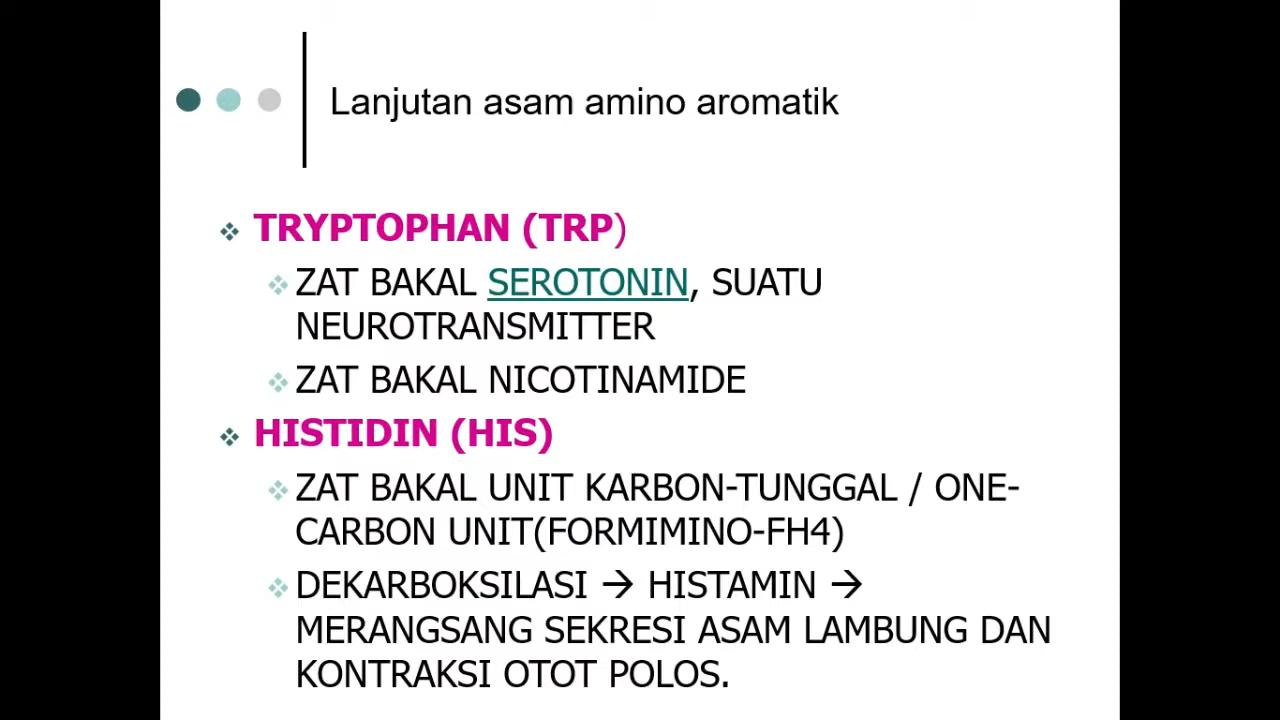 Lanjutan asam amino aromatik
TRYPTOPHAN (TRP)
ZAT BAKAL SEROTONIN, SUATU
NEUROTRANSMITTER
ZAT BAKAL NICOTINAMIDE
HISTIDIN (HIS)
ZAT BAKAL UNIT KARBON-TUNGGAL / ONE-
CARBON UNIT(FORMIMINO-FH4)
DEKARBOKSILASI → HISTAMIN →
MERANGSANG SEKRESI ASAM LAMBUNG DAN
KONTRAKSI OTOT POLOS.